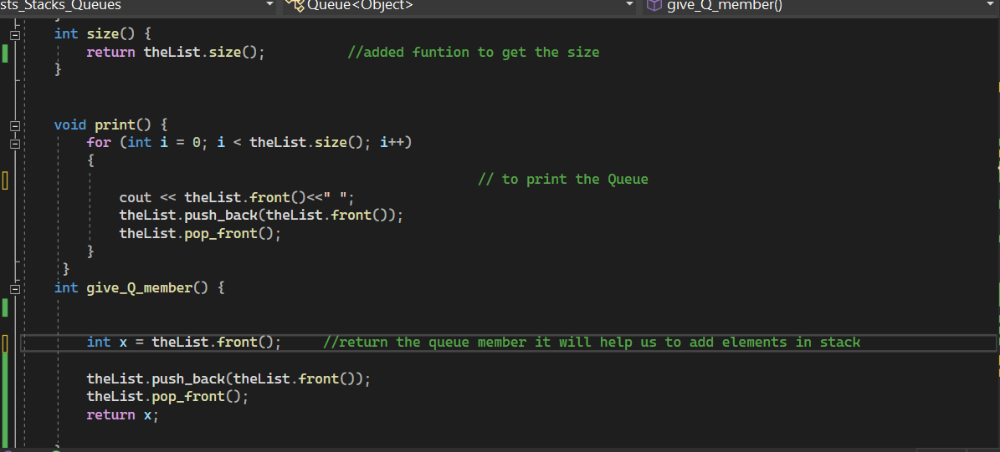 sts_Stacks_Queues Queue<Object> give_Q_member()
int size() {
return theList.size(); //added funtion to get the size
}
void print() {
for (int i = 0; i < theList.size(); i++)
{
// to print the Queue
cout << theList.front()<<" ";
theList.push_back(theList.front());
theList.pop_front();
}
}
int give_Q_member() {
int x = theList.front(); //return the queue member it will help us to add elements in stack
theList.push_back(theList.front());
theList.pop_front();
return x;